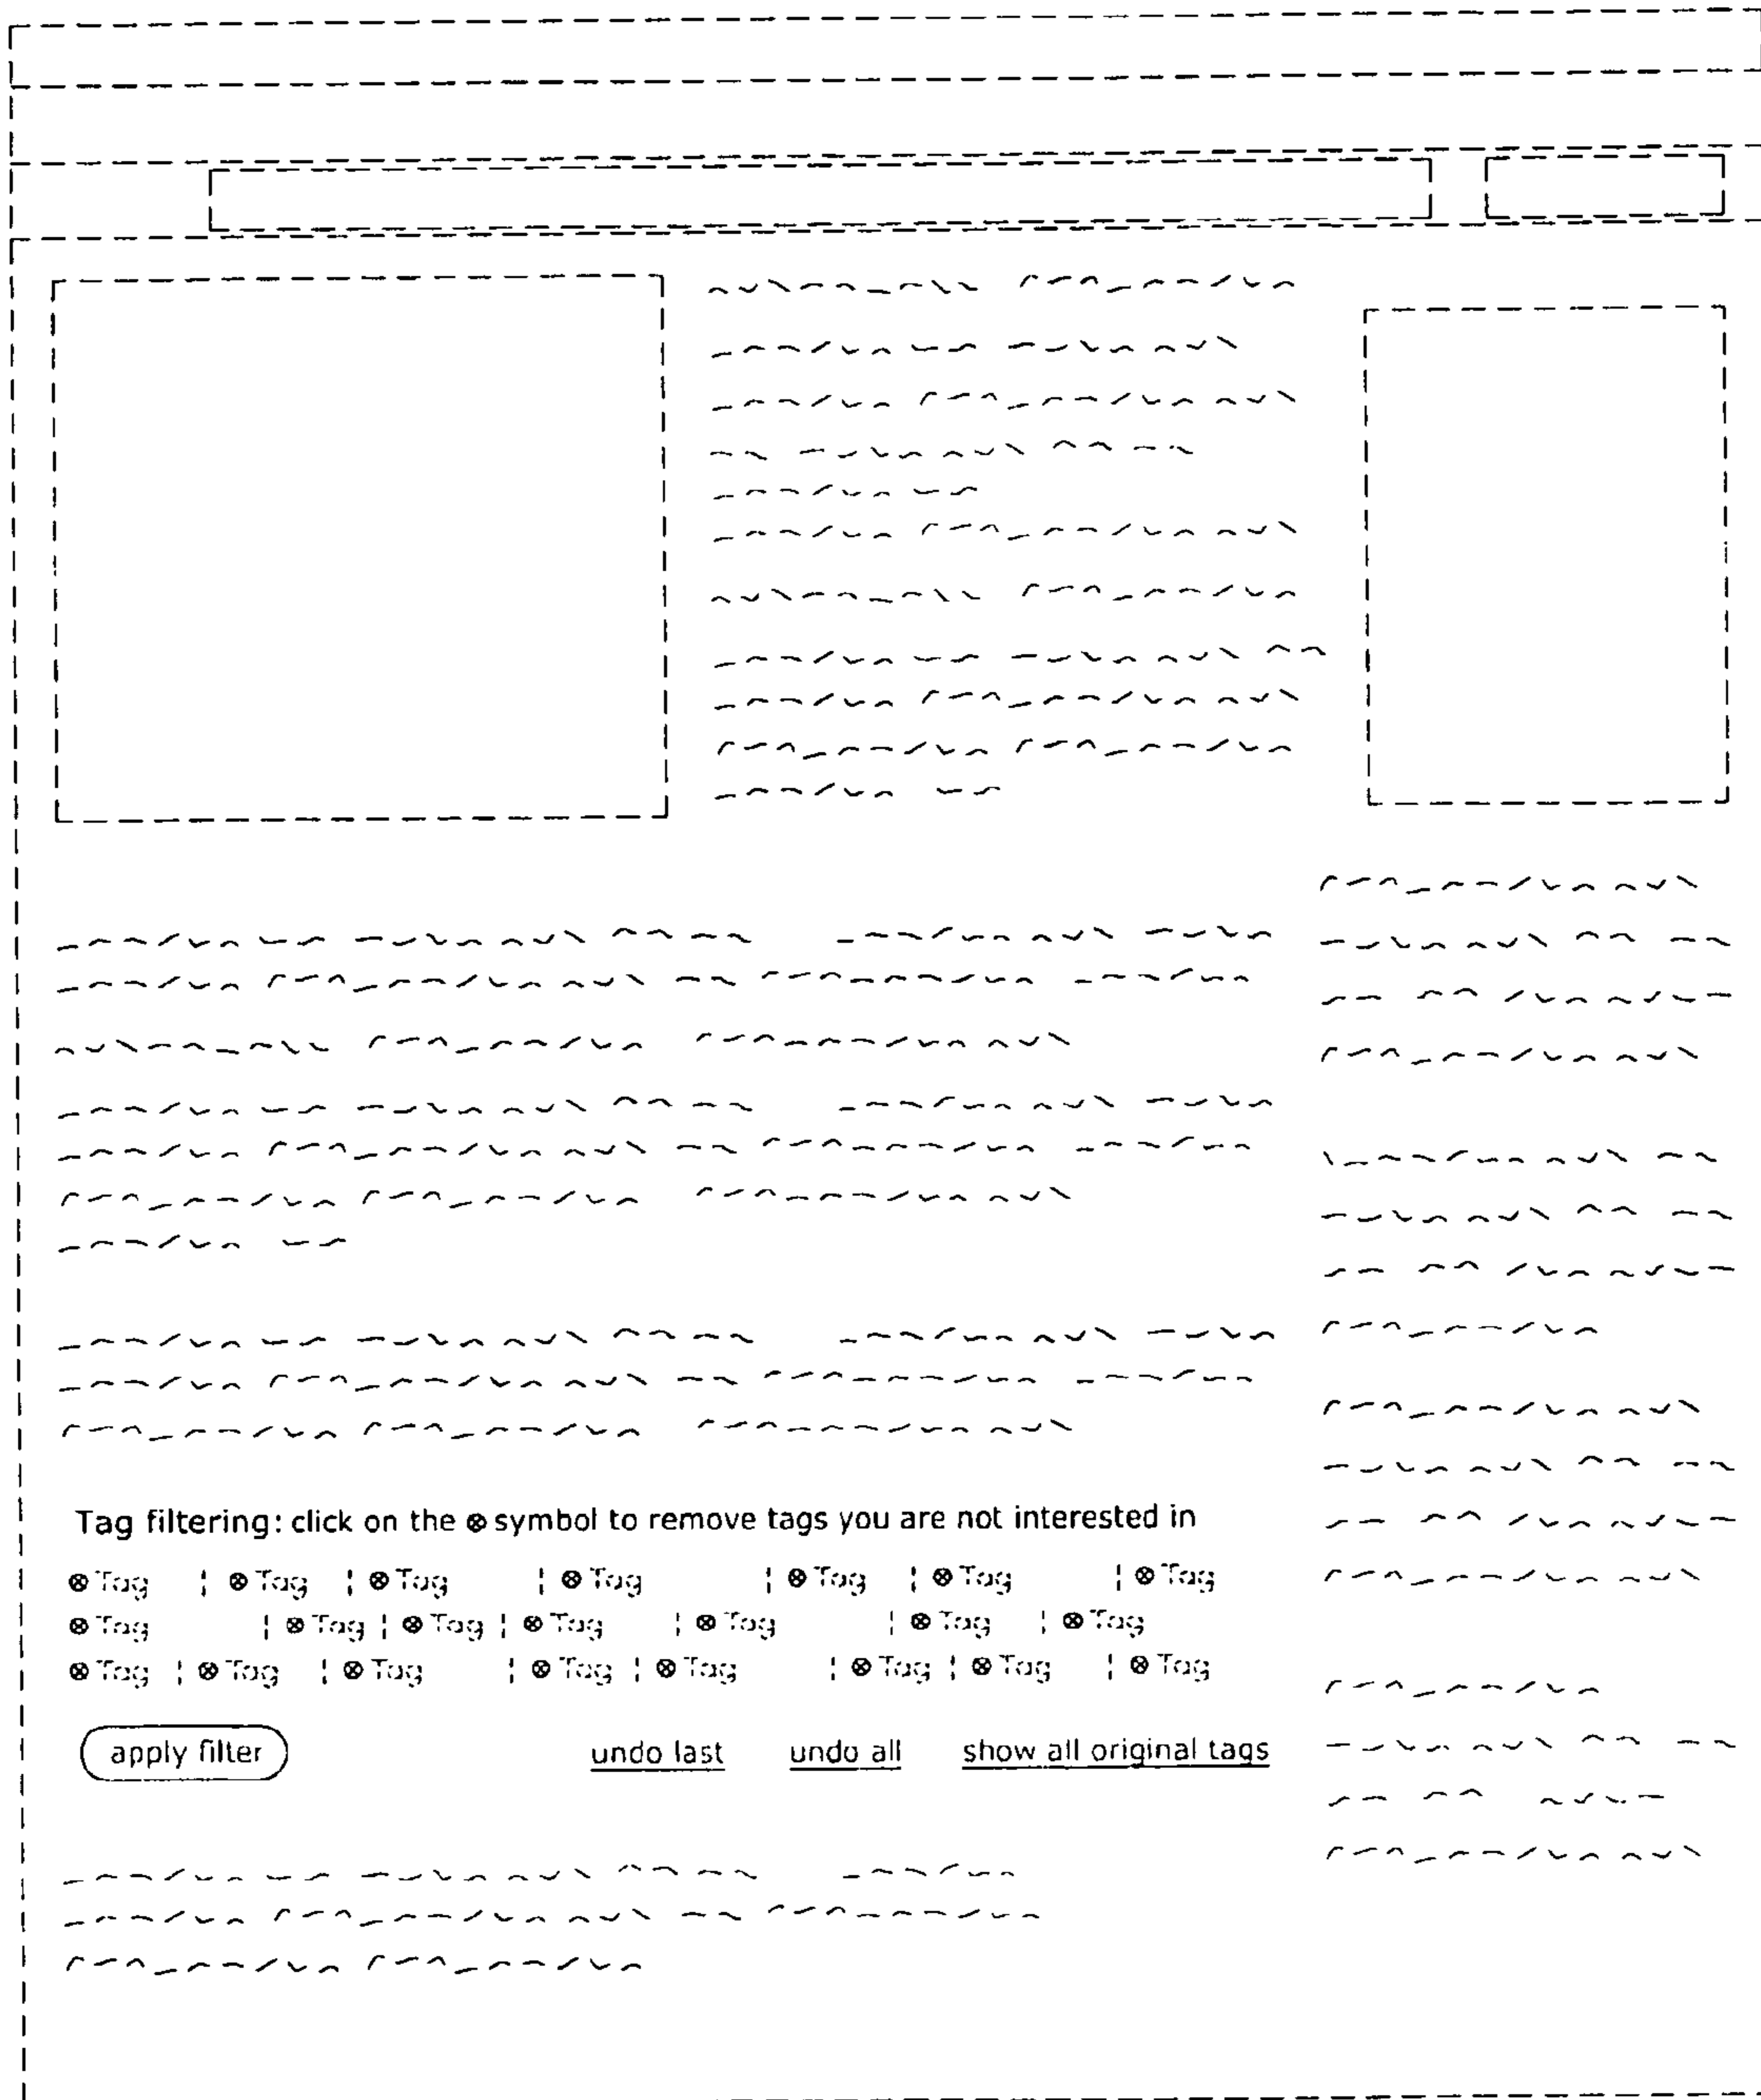 Tag filtering: click on the ⊗ symbol to remove tags you are not interested in
⊗ Tag ¦ ⊗ Tag ¦ ⊗ Tag ¦ ⊗ Tag ¦ ⊗ Tag ¦ ⊗ Tag ¦ ⊗ Tag
⊗ Tag ¦ ⊗ Tag ¦ ⊗ Tag ¦ ⊗ Tag ¦ ⊗ Tag ¦ ⊗ Tag ¦ ⊗ Tag
⊗ Tag ¦ ⊗ Tag ¦ ⊗ Tag ¦ ⊗ Tag ¦ ⊗ Tag ¦ ⊗ Tag ¦ ⊗ Tag ¦ ⊗ Tag
apply filter undo last undo all show all original tags